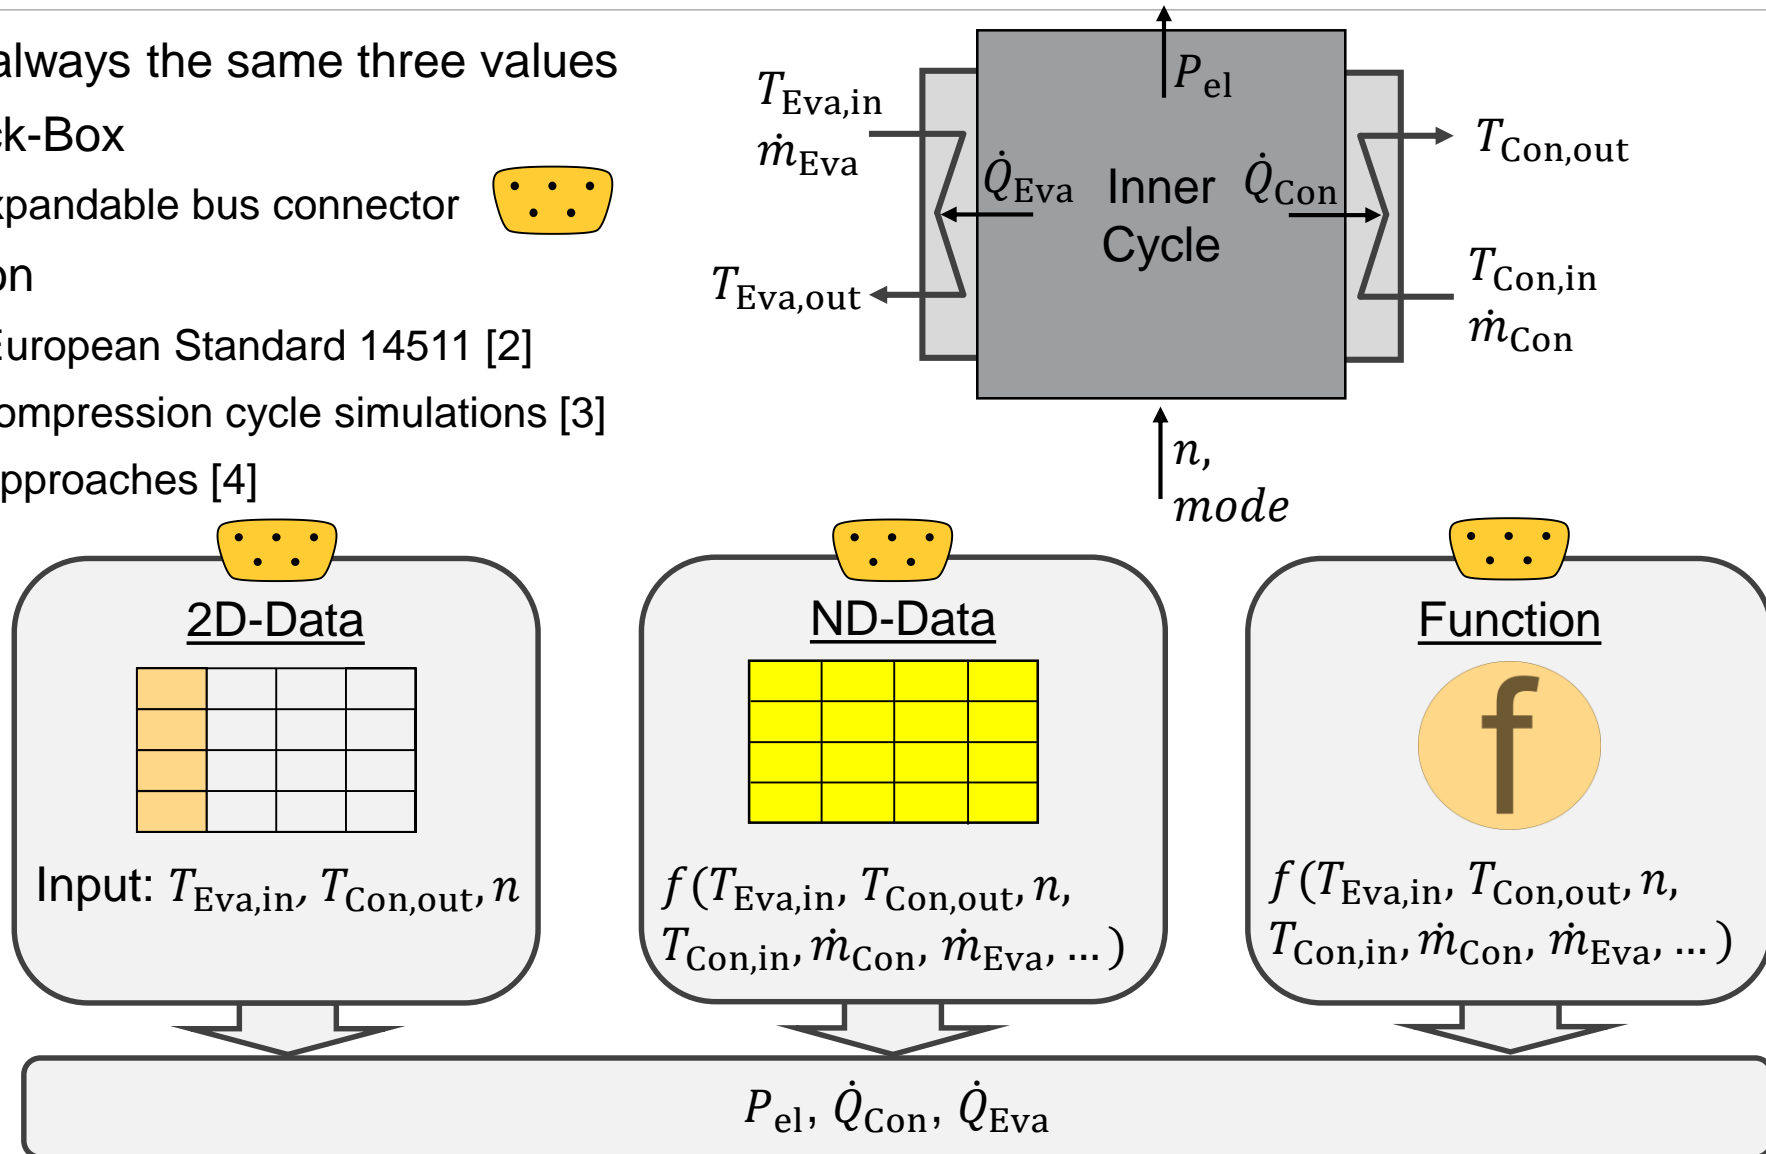 always the same three values
ck-Box
xpandable bus connector
on
European Standard 14511 [2]
ompression cycle simulations [3]
pproaches [4]
P_el
T_Eva,in
ṁ_Eva
T_Eva,out
Q̇_Eva
Inner
Cycle
Q̇_Con
T_Con,out
T_Con,in
ṁ_Con
n,
mode
2D-Data
Input: T_Eva,in, T_Con,out, n
ND-Data
f(T_Eva,in, T_Con,out, n,
T_Con,in, ṁ_Con, ṁ_Eva, … )
Function
f
f(T_Eva,in, T_Con,out, n,
T_Con,in, ṁ_Con, ṁ_Eva, … )
P_el, Q̇_Con, Q̇_Eva